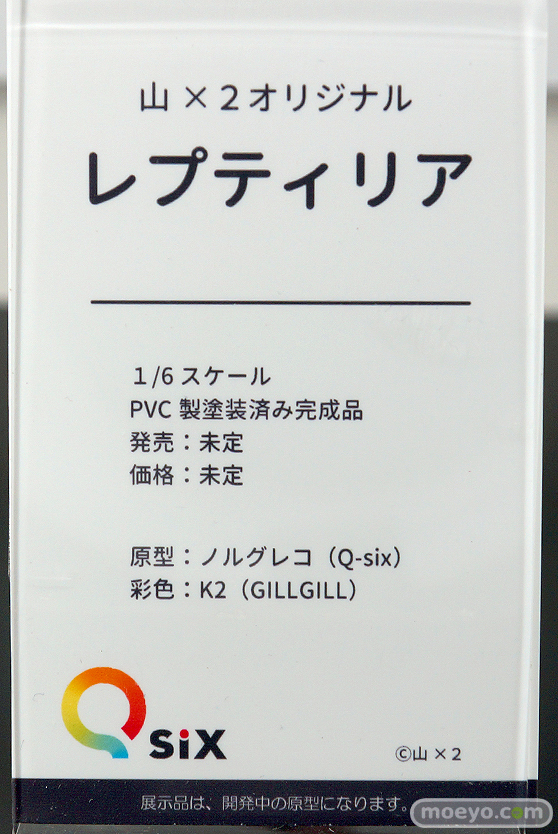 山×2オリジナル
レプティリア
1/6 スケール
PVC 製塗装済み完成品
発売：未定
価格：未定
原型：ノルグレコ（Q-six）
彩色：K2（GILLGILL）
Q SiX
©山×2
展示品は、開発中の原型になります。
moeyo.com